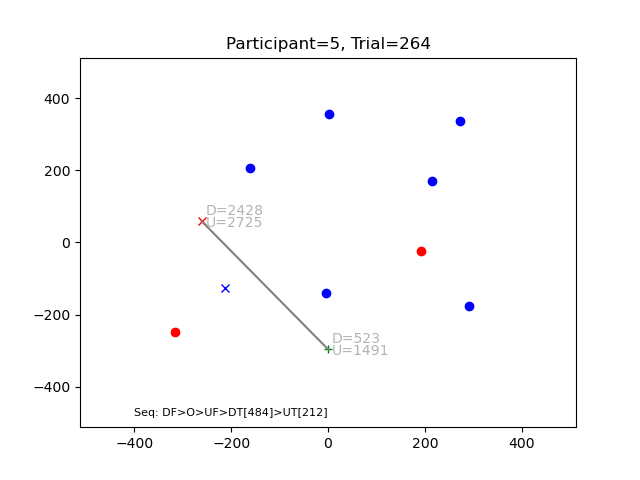 Participant=5, Trial=264
400
200
0
−200
−400
D=2428
U=2725
D=523
U=1491
Seq: DF>O>UF>DT[484]>UT[212]
−400
−200
0
200
400